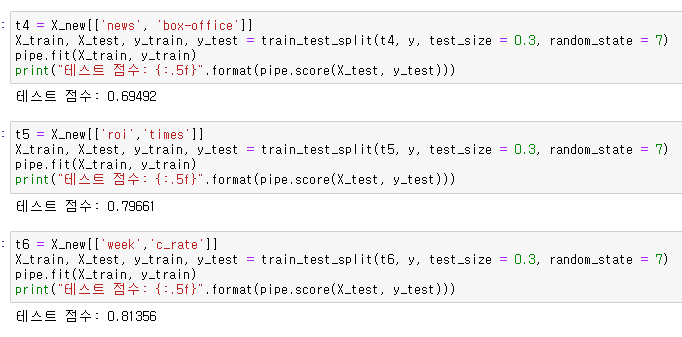 : t4 = X_new[['news', 'box-office']]
X_train, X_test, y_train, y_test = train_test_split(t4, y, test_size = 0.3, random_state = 7)
pipe.fit(X_train, y_train)
print("테스트 점수: {:.5f}".format(pipe.score(X_test, y_test)))
테스트 점수: 0.69492
: t5 = X_new[['roi','times']]
X_train, X_test, y_train, y_test = train_test_split(t5, y, test_size = 0.3, random_state = 7)
pipe.fit(X_train, y_train)
print("테스트 점수: {:.5f}".format(pipe.score(X_test, y_test)))
테스트 점수: 0.79661
: t6 = X_new[['week','c_rate']]
X_train, X_test, y_train, y_test = train_test_split(t6, y, test_size = 0.3, random_state = 7)
pipe.fit(X_train, y_train)
print("테스트 점수: {:.5f}".format(pipe.score(X_test, y_test)))
테스트 점수: 0.81356